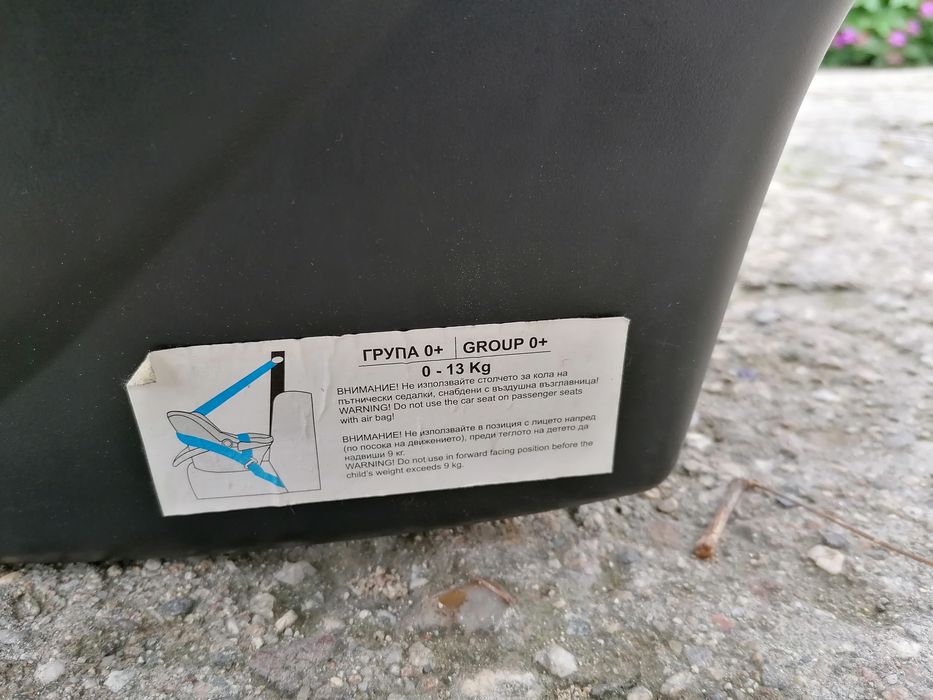 ГРУПА 0+ GROUP 0+
0 - 13 Kg
ВНИМАНИЕ! Не използвайте столчето за кола на
пътнически седалки, снабдени с въздушна възглавница!
WARNING! Do not use the car seat on passenger seats
with air bag!
ВНИМАНИЕ! Не използвайте в позиция с лицето напред
(по посока на движението), преди теглото на детето да
надвиши 9 кг.
WARNING! Do not use in forward facing position before the
child's weight exceeds 9 kg.